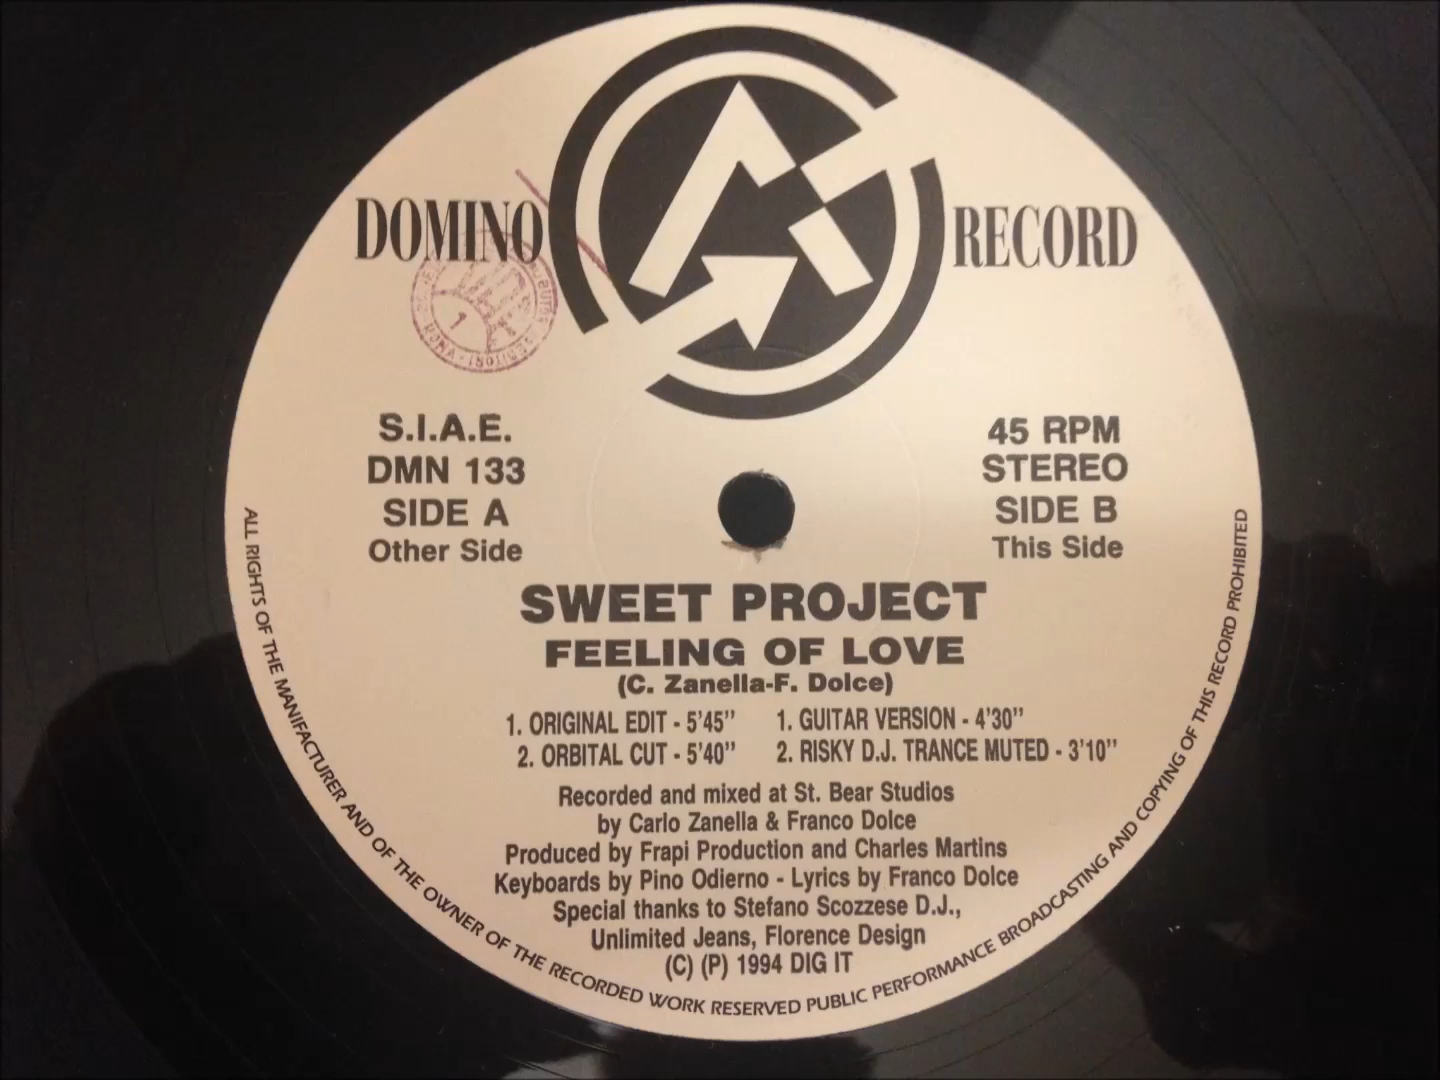 DOMINO RECORD
S.I.A.E.
DMN 133
SIDE A
Other Side
45 RPM
STEREO
SIDE B
This Side
SWEET PROJECT
FEELING OF LOVE
(C. Zanella-F. Dolce)
1. ORIGINAL EDIT - 5'45"
2. ORBITAL CUT - 5'40"
1. GUITAR VERSION - 4'30"
2. RISKY D.J. TRANCE MUTED - 3'10"
Recorded and mixed at St. Bear Studios
by Carlo Zanella & Franco Dolce
Produced by Frapi Production and Charles Martins
Keyboards by Pino Odierno - Lyrics by Franco Dolce
Special thanks to Stefano Scozzese D.J.,
Unlimited Jeans, Florence Design
(C) (P) 1994 DIG IT
ALL RIGHTS OF THE MANIFACTURER AND OF THE OWNER OF THE RECORDED WORK RESERVED PUBLIC PERFORMANCE BROADCASTING AND COPYING OF THIS RECORD PROHIBITED
ROMA